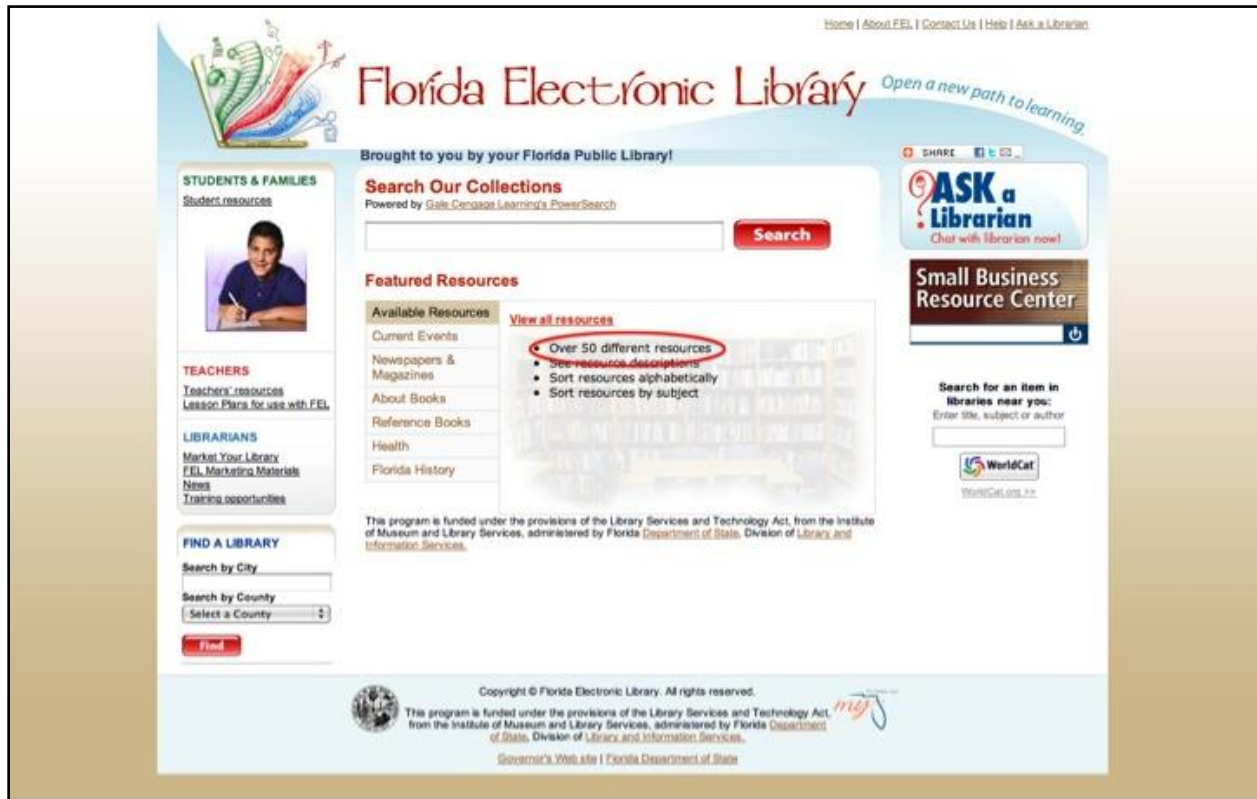 Home | About FEL | Contact Us | Help | Ask a Librarian
Florida Electronic Library
Open a new path to learning.
Brought to you by your Florida Public Library!
SHARE
STUDENTS & FAMILIES
Student resources
TEACHERS
Teachers' resources
Lesson Plans for use with FEL
LIBRARIANS
Market Your Library
FEL Marketing Materials
News
Training opportunities
FIND A LIBRARY
Search by City
Search by County
Select a County
Find
Search Our Collections
Powered by Gale Cengage Learning's PowerSearch
Search
Featured Resources
Available Resources
Current Events
Newspapers &
Magazines
About Books
Reference Books
Health
Florida History
View all resources
Over 50 different resources
See resource descriptions
Sort resources alphabetically
Sort resources by subject
This program is funded under the provisions of the Library Services and Technology Act, from the Institute
of Museum and Library Services, administered by Florida Department of State, Division of Library and
Information Services.
ASK a
Librarian
Chat with librarian now!
Small Business
Resource Center
Search for an item in
libraries near you:
Enter title, subject or author
WorldCat
WorldCat.org >>
Copyright © Florida Electronic Library. All rights reserved.
This program is funded under the provisions of the Library Services and Technology Act,
from the Institute of Museum and Library Services, administered by Florida Department
of State, Division of Library and Information Services.
my
Governor's Web site | Florida Department of State